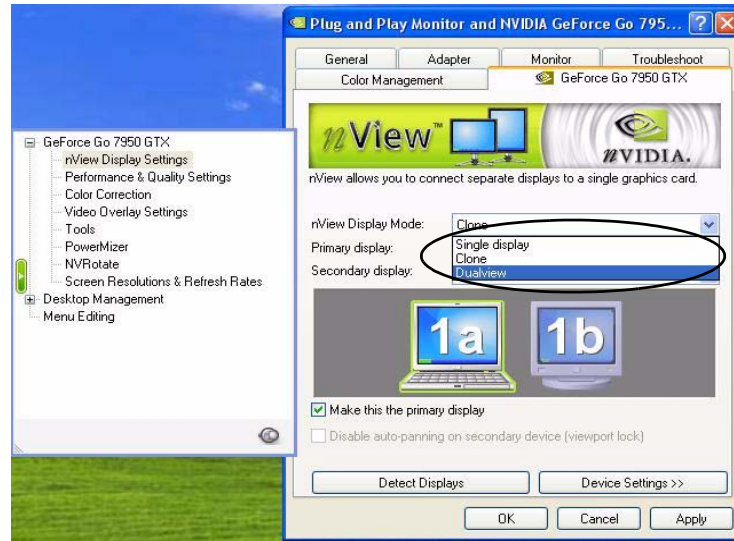 Plug and Play Monitor and NVIDIA GeForce Go 795...
General Adapter Monitor Troubleshoot
Color Management GeForce Go 7950 GTX
GeForce Go 7950 GTX
nView Display Settings
Performance & Quality Settings
Color Correction
Video Overlay Settings
Tools
PowerMizer
NVRotate
Screen Resolutions & Refresh Rates
Desktop Management
Menu Editing
nView™
nVIDIA.
nView allows you to connect separate displays to a single graphics card.
nView Display Mode: Clone
Primary display:
Secondary display:
Single display
Clone
Dualview
1a 1b
Make this the primary display
Disable auto-panning on secondary device (viewport lock)
Detect Displays Device Settings >>
OK Cancel Apply